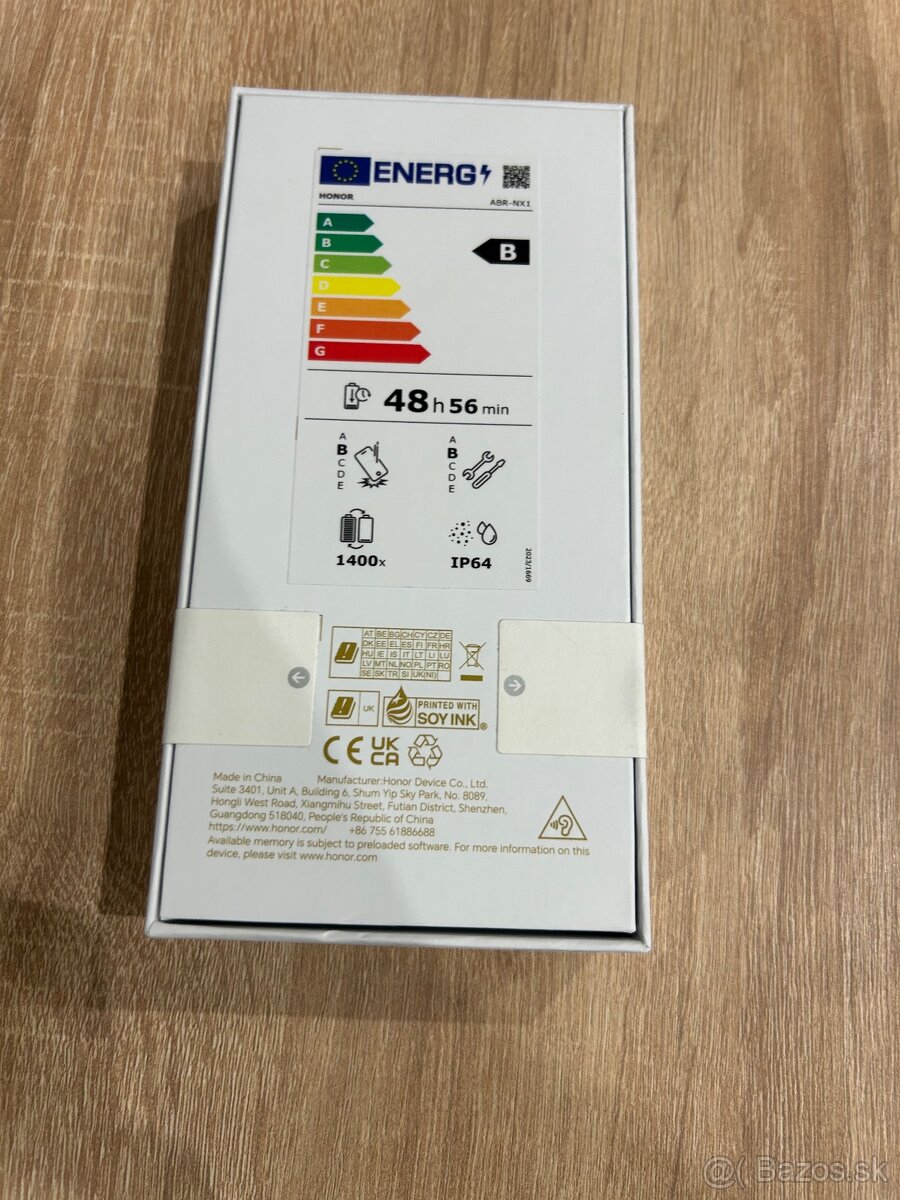 ENERG
HONOR ABR-NX1
A
B
C
D
E
F
G
B
48 h 56 min
A
B
C
D
E
A
B
C
D
E
1400x
IP64
2023/1669
AT BE BG CH CY CZ DE
DK EE EL ES FI FR HR
HU IE IS IT LT LI LU
LV MT NL NO PL PT RO
SE SK TR SI UK(NI)
UK
PRINTED WITH
SOY INK ®
CE UK
CA
Made in China Manufacturer:Honor Device Co., Ltd.
Suite 3401, Unit A, Building 6, Shum Yip Sky Park, No. 8089,
Hongli West Road, Xiangmihu Street, Futian District, Shenzhen,
Guangdong 518040, People's Republic of China
https://www.honor.com/ +86 755 61886688
Available memory is subject to preloaded software. For more information on this
device, please visit www.honor.com
@( Bazos.sk